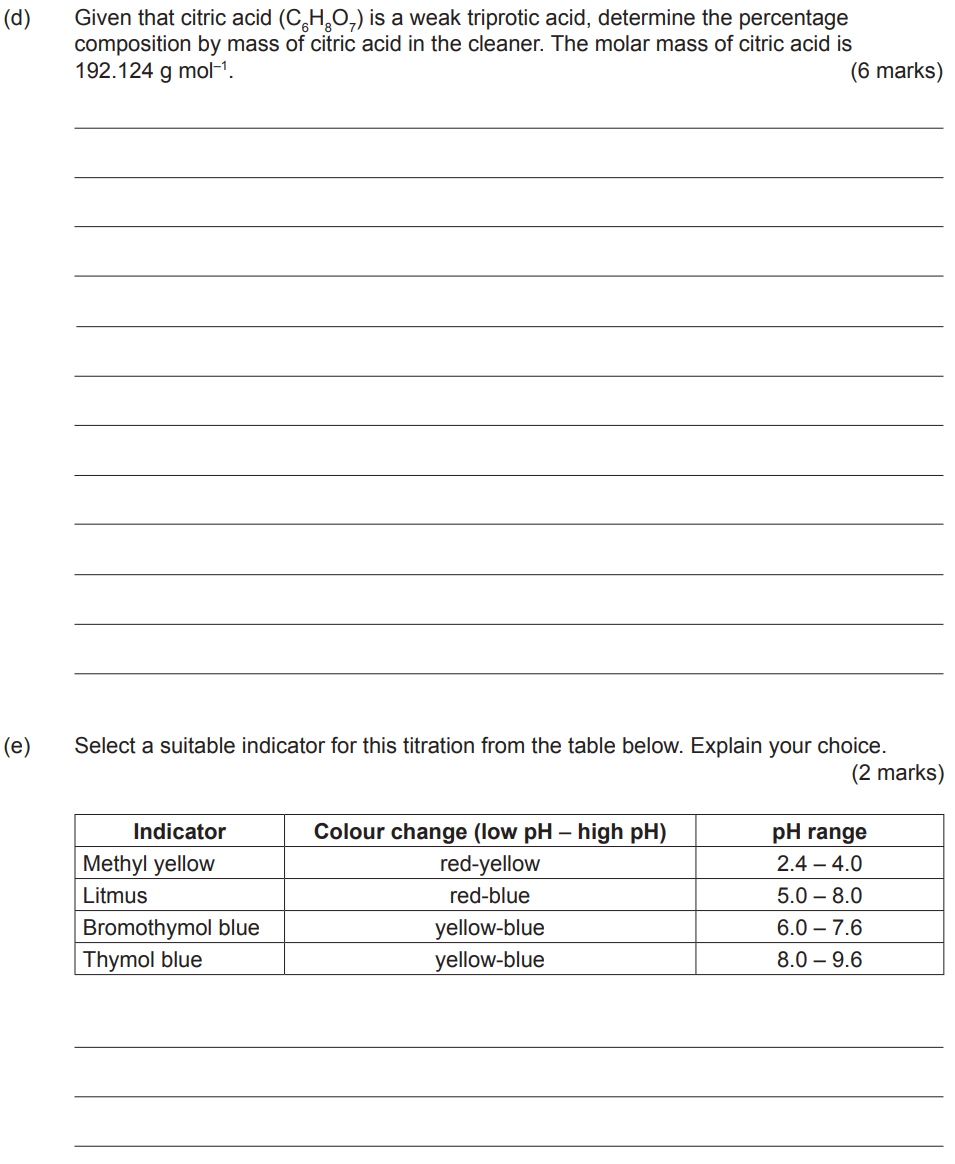 (d) Given that citric acid (C₆H₈O₇) is a weak triprotic acid, determine the percentage
composition by mass of citric acid in the cleaner. The molar mass of citric acid is
192.124 g mol⁻¹. (6 marks)
(e) Select a suitable indicator for this titration from the table below. Explain your choice.
(2 marks)
Indicator Colour change (low pH – high pH) pH range
Methyl yellow red-yellow 2.4 – 4.0
Litmus red-blue 5.0 – 8.0
Bromothymol blue yellow-blue 6.0 – 7.6
Thymol blue yellow-blue 8.0 – 9.6